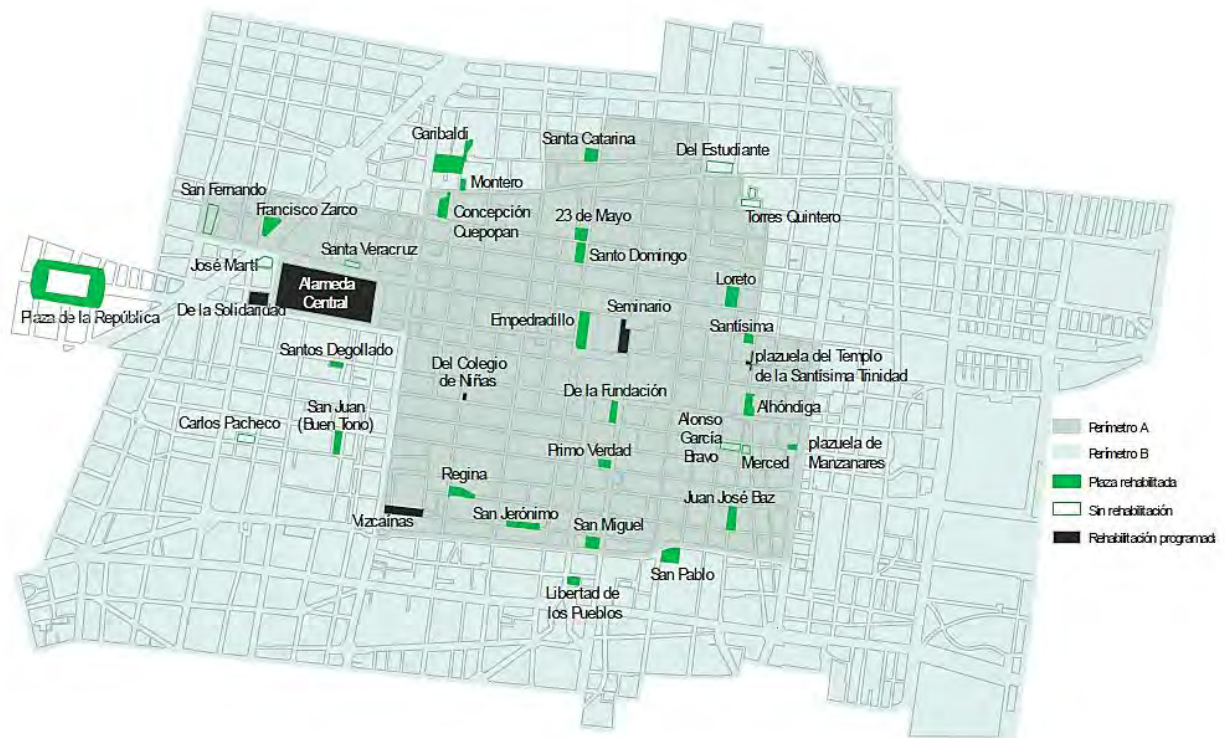 Garibaldi
Santa Catarina
Del Estudiante
Montero
San Fernando
Francisco Zarco
Concepción
Cuepopan
23 de Mayo
Torres Quintero
Santa Veracruz
Santo Domingo
José Martí
Alameda
Central
Loreto
De la Solidaridad
Plaza de la República
Seminario
Empedradillo
Santísima
Santos Degollado
plazuela del Templo
de la Santísima Trinidad
Del Colegio
de Niñas
De la Fundación
Alhóndiga
San Juan
(Buen Tono)
Carlos Pacheco
Alonso
García
Bravo
Merced
plazuela de
Manzanares
Primo Verdad
Regina
Juan José Baz
Vizcaínas
San Jerónimo
San Miguel
San Pablo
Libertad de
los Pueblos
Perímetro A
Perímetro B
Plaza rehabilitada
Sin rehabilitación
Rehabilitación programad